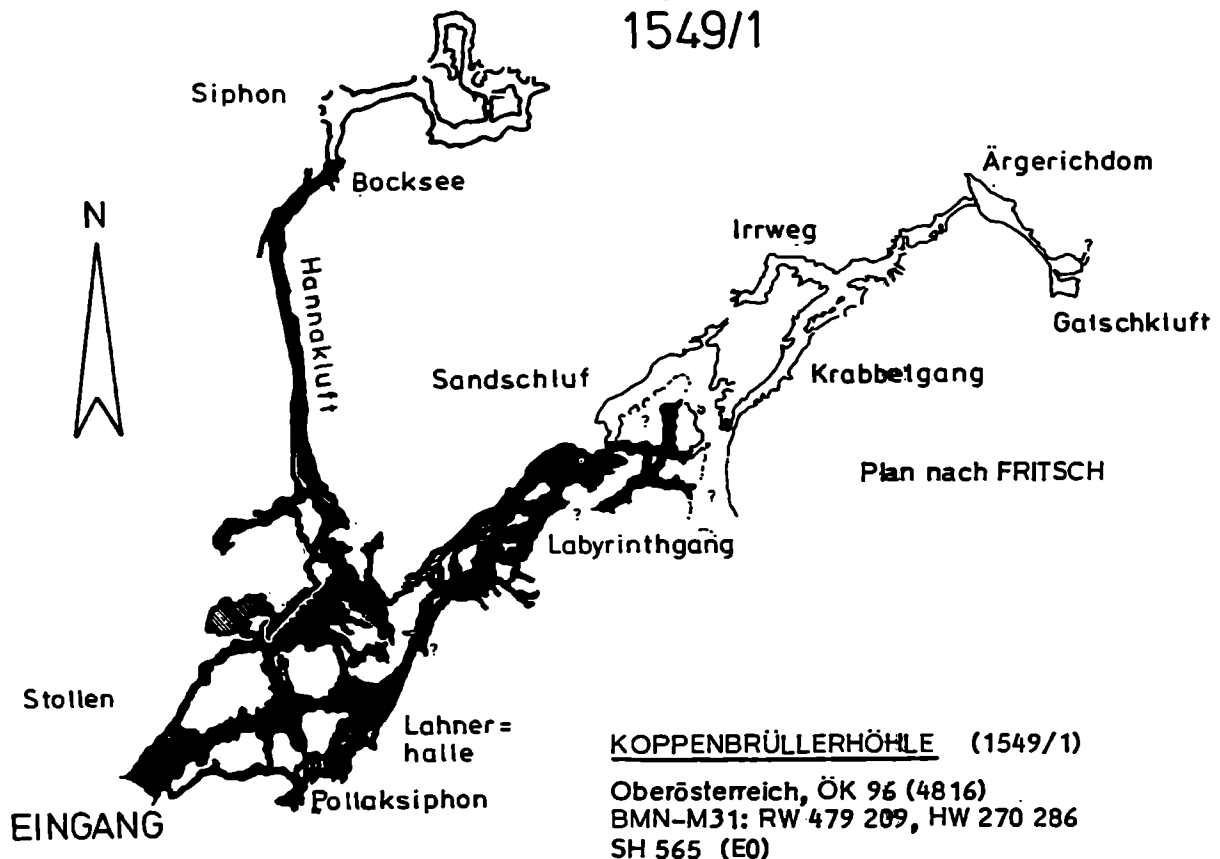 1549/1
Siphon
Bocksee
Ärgerichdom
N
Irrweg
Hannakluft
Gatschkluft
Sandschluf
Krabbelgang
?
Plan nach FRITSCH
?
?
Labyrinthgang
?
?
Stollen
Lahner=
halle
Pollaksiphon
EINGANG
KOPPENBRÜLLERHÖHLE (1549/1)
Oberösterreich, ÖK 96 (4816)
BMN-M31: RW 479 209, HW 270 286
SH 565 (E0)